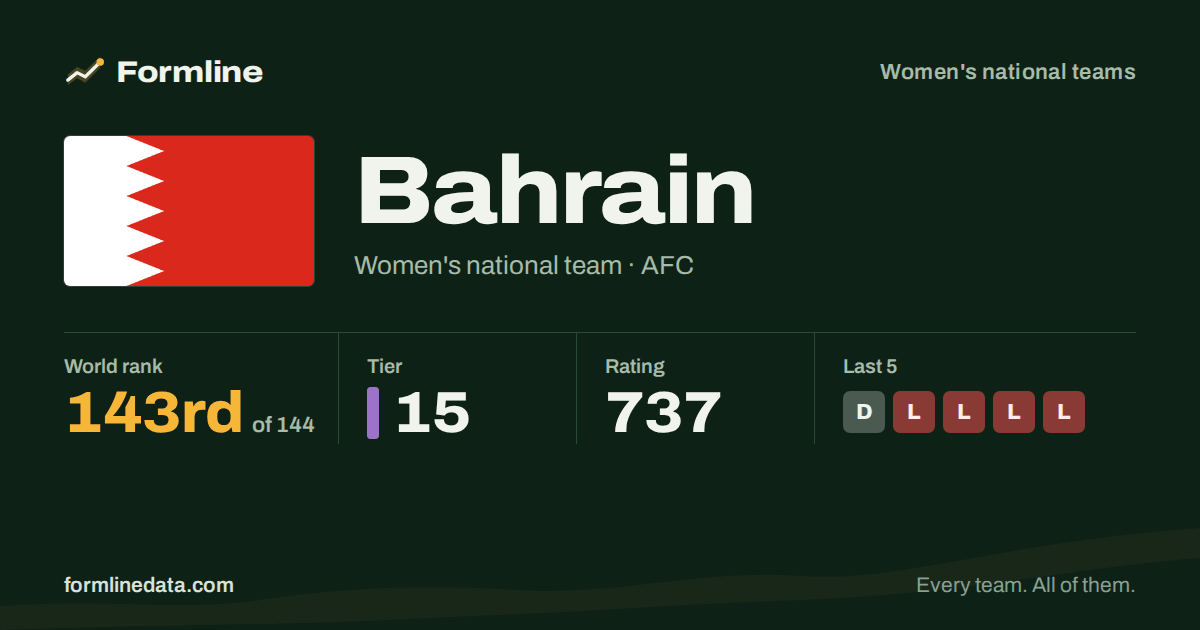 Formline
Women's national teams
Bahrain
Women's national team · AFC
World rank
143rd of 144
Tier
15
Rating
737
Last 5
D L L L L
formlinedata.com
Every team. All of them.